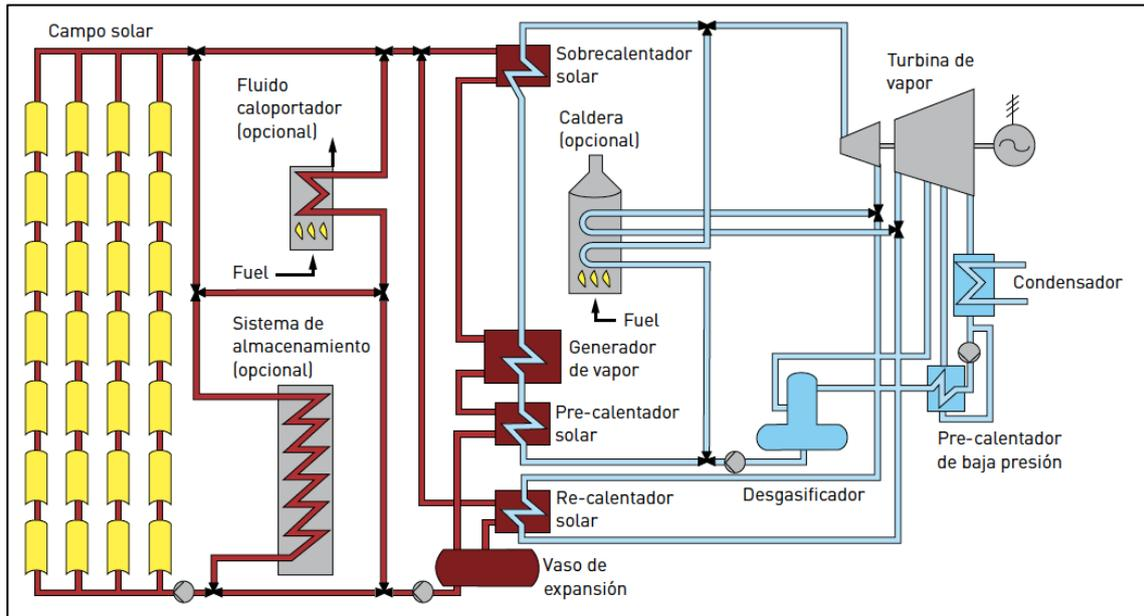 Campo solar
Fluido
caloportador
(opcional)
Fuel
Sistema de
almacenamiento
(opcional)
Sobrecalentador
solar
Caldera
(opcional)
Fuel
Turbina de
vapor
Condensador
Generador
de vapor
Pre-calentador
solar
Desgasificador
Pre-calentador
de baja presión
Re-calentador
solar
Vaso de
expansión